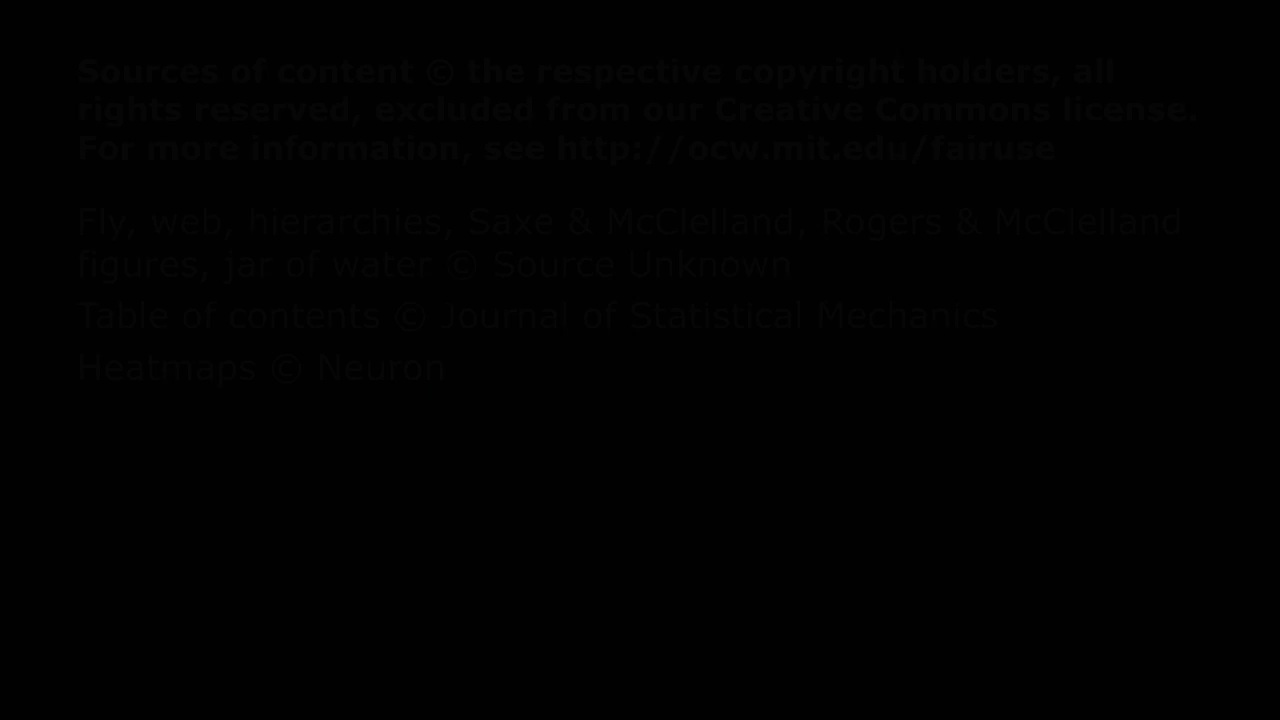 Sources of content © the respective copyright holders, all
rights reserved, excluded from our Creative Commons license.
For more information, see http://ocw.mit.edu/fairuse
Fly, web, hierarchies, Saxe & McClelland, Rogers & McClelland
figures, jar of water © Source Unknown
Table of contents © Journal of Statistical Mechanics
Heatmaps © Neuron